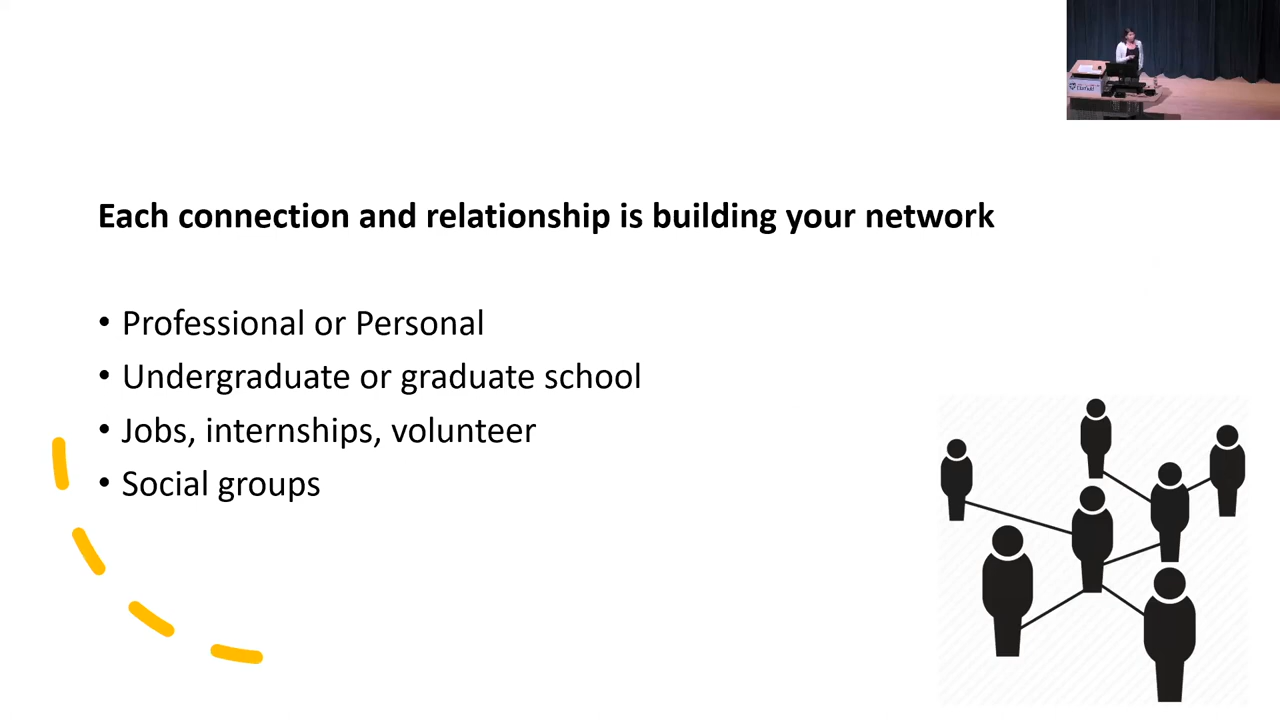 Each connection and relationship is building your network
• Professional or Personal
• Undergraduate or graduate school
• Jobs, internships, volunteer
• Social groups